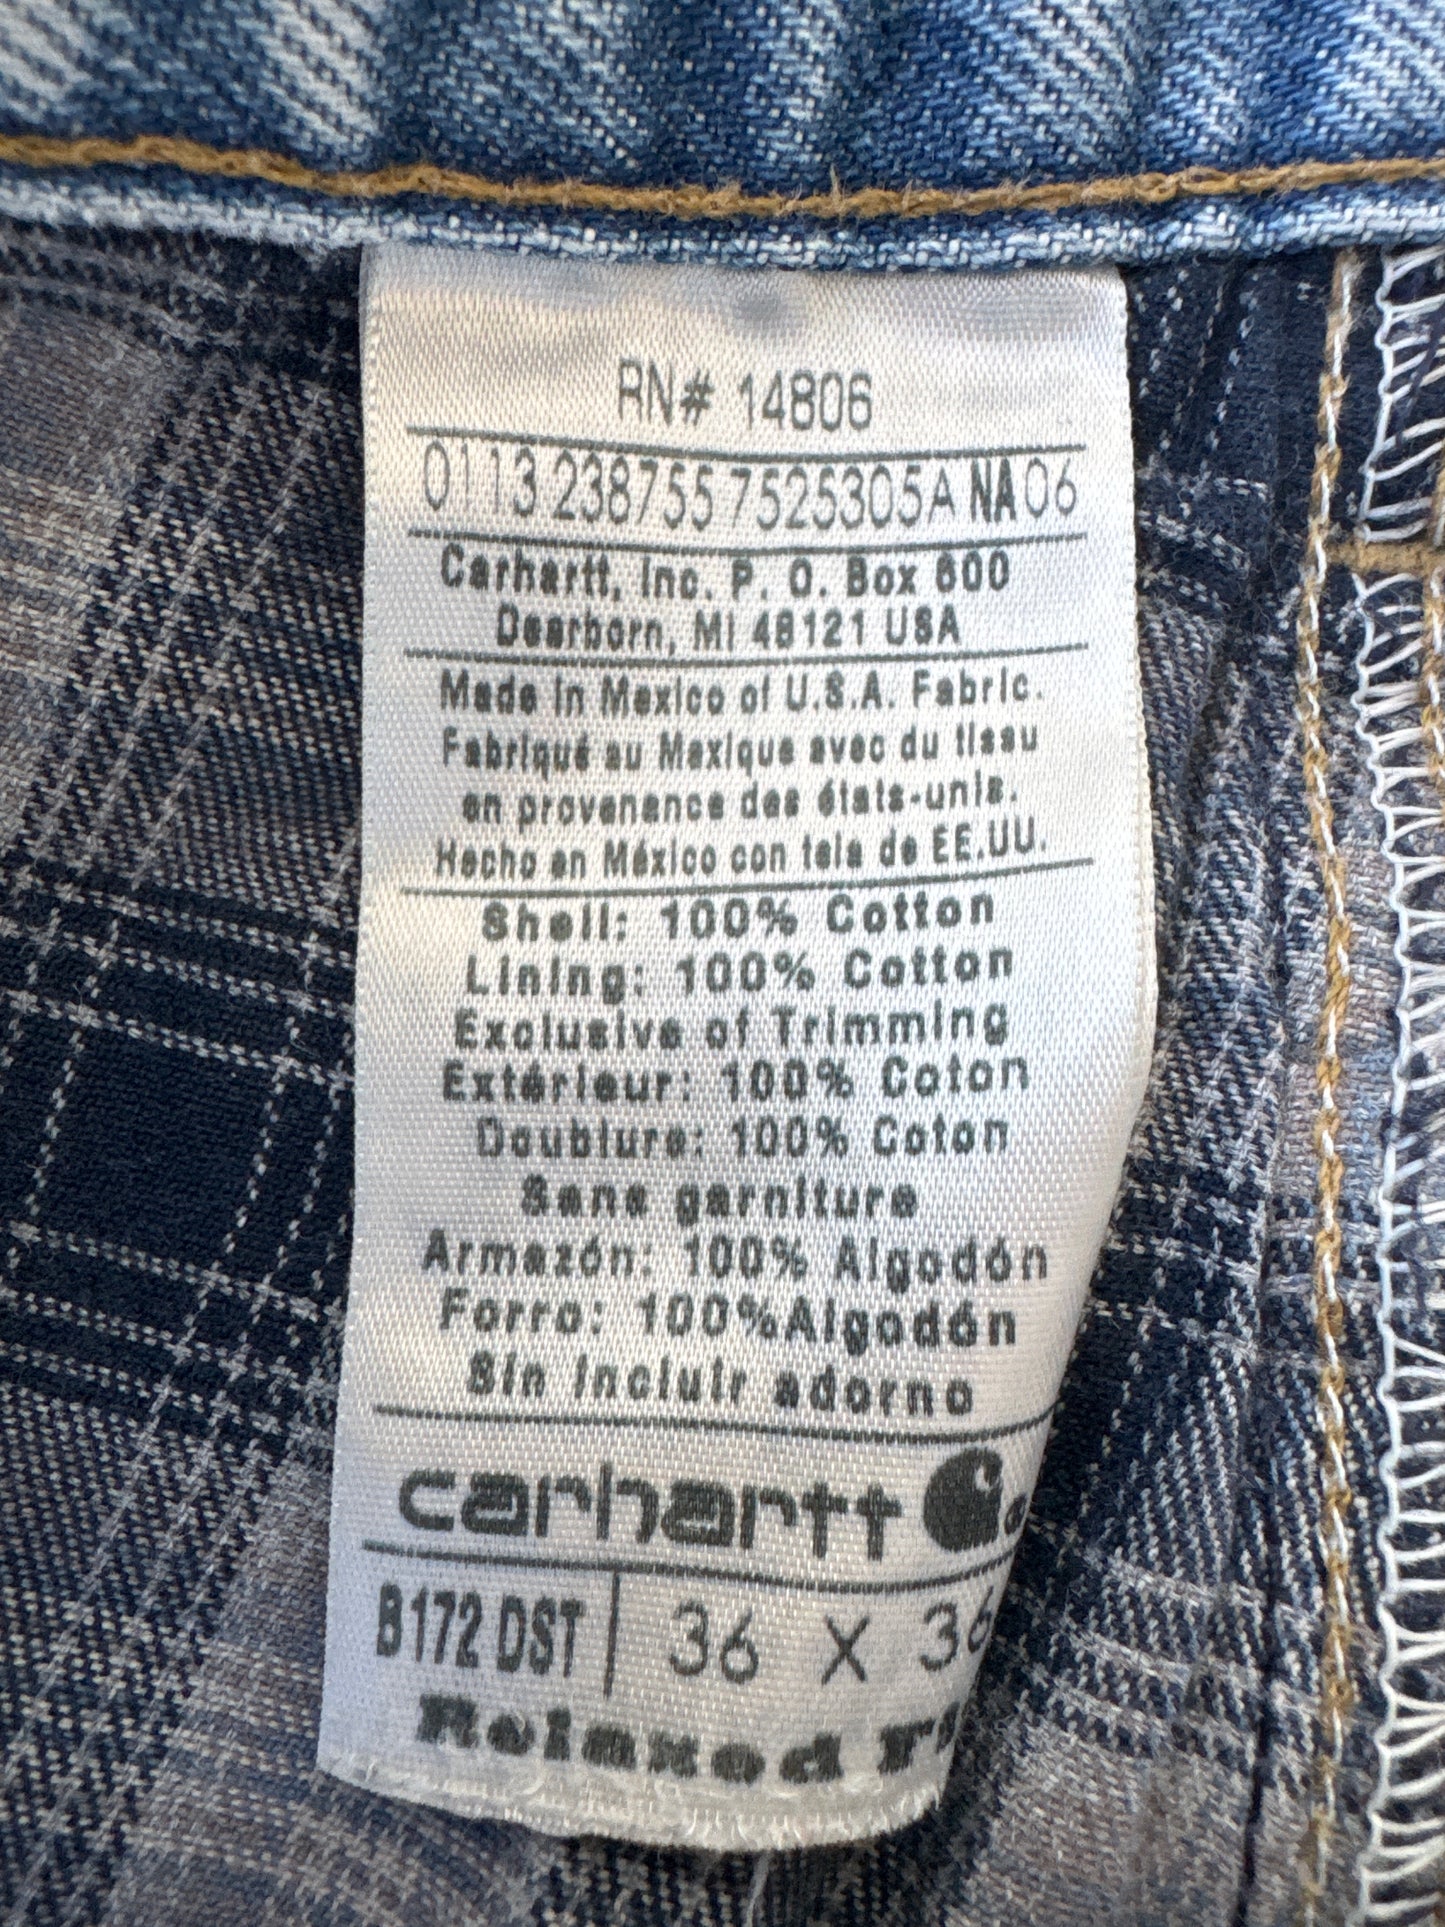 RN# 14806
0113 238755 7525305A NA 06
Carhartt, Inc. P. O. Box 600
Dearborn, MI 48121 USA
Made in Mexico of U.S.A. Fabric.
Fabriqué au Mexique avec du tissu
en provenance des états-unis.
Hecho en México con tela de EE.UU.
Shell: 100% Cotton
Lining: 100% Cotton
Exclusive of Trimming
Extérieur: 100% Coton
Doublure: 100% Coton
Sans garniture
Armazón: 100% Algodón
Forro: 100%Algodón
Sin incluir adorno
carhartt
B172 DST | 36 X 36
Relaxed